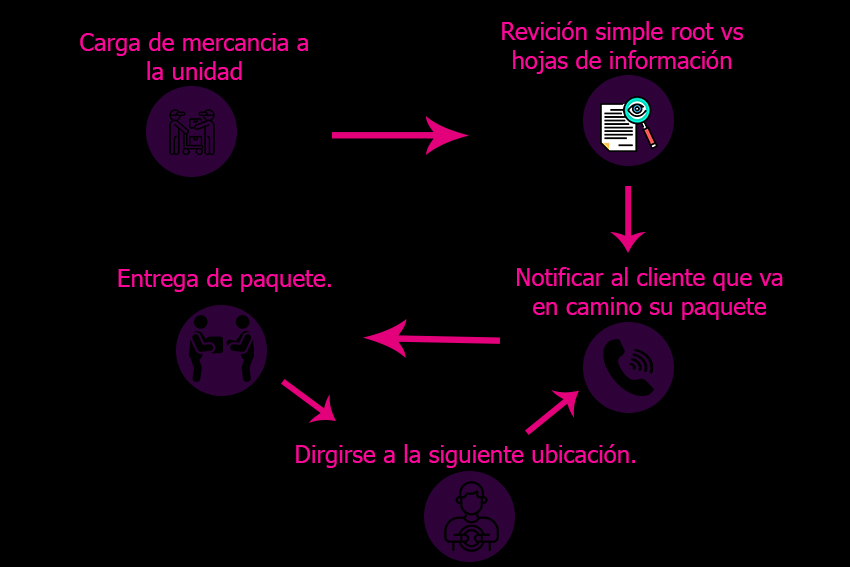 Carga de mercancia a
la unidad
Revición simple root vs
hojas de información
Notificar al cliente que va
en camino su paquete
Entrega de paquete.
Dirgirse a la siguiente ubicación.